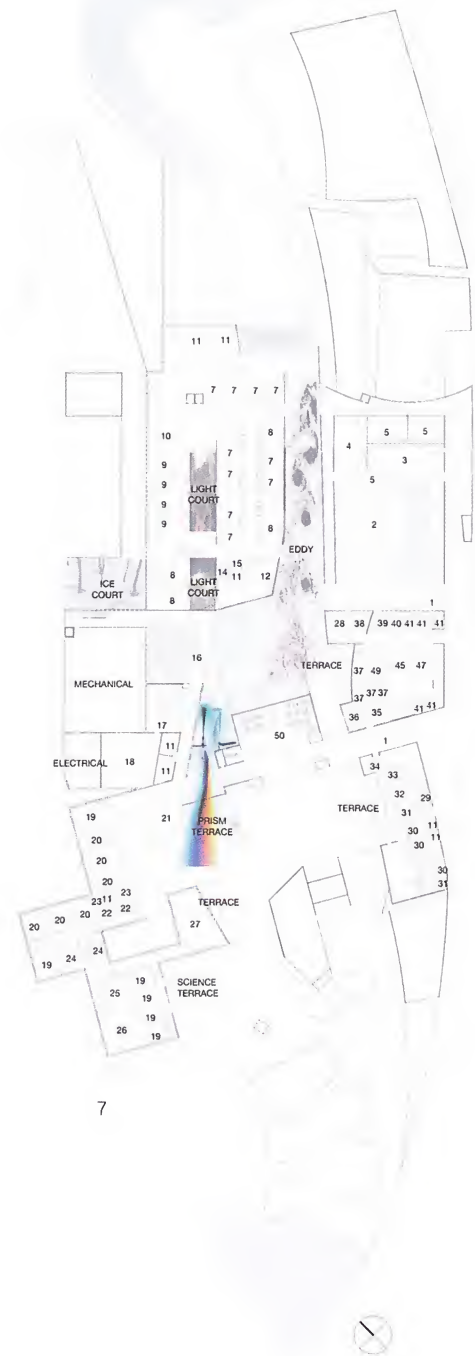 11 11
7 7 7 7
10 8 4 5 5
7 7 3
9 7 7 5
9 LIGHT COURT 7
9 7 2
9 7 8
EDDY
15
ICE COURT 8 LIGHT COURT 14 11 12
8 1
28 38 39 40 41 41 41
16 TERRACE 37 49 45 47
MECHANICAL 37 37 37
36 35 41 41
17 50 1
11
ELECTRICAL 18 11 34 33
32 29
19 21 PRISM TERRACE TERRACE 31
20 30 11
30 11
20
20 30
23 31
23 11 22 TERRACE
20 20 20 22 27
24
19 24 19 SCIENCE TERRACE
25 19
19
26 19
7